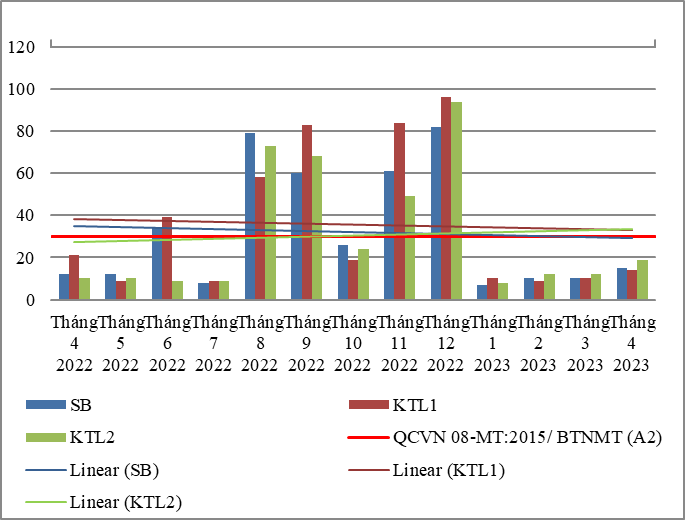 120
100
80
60
40
20
0
Tháng 4 2022
Tháng 5 2022
Tháng 6 2022
Tháng 7 2022
Tháng 8 2022
Tháng 9 2022
Tháng 10 2022
Tháng 11 2022
Tháng 12 2022
Tháng 1 2023
Tháng 2 2023
Tháng 3 2023
Tháng 4 2023
SB
KTL1
KTL2
QCVN 08-MT:2015/ BTNMT (A2)
Linear (SB)
Linear (KTL1)
Linear (KTL2)